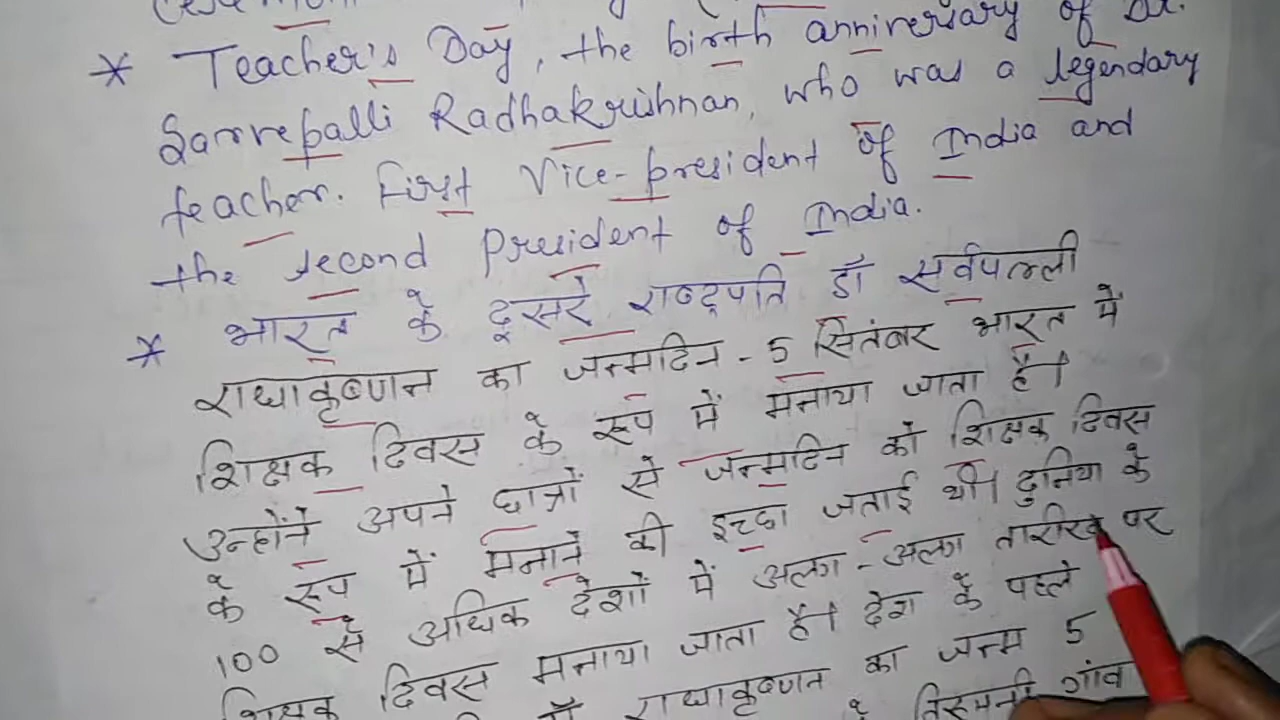 * Teacher's Day, the birth anniversary of Dr.
Sarvepalli Radhakrishnan, who was a legendary
teacher. First Vice-president of India and
the second President of India.
* भारत के दूसरे राष्ट्रपति डॉ सर्वपल्ली
राधाकृष्णन का जन्मदिन - 5 सितंबर भारत में
शिक्षक दिवस के रूप में मनाया जाता है।
उन्होंने अपने छात्रों से जन्मदिन को शिक्षक दिवस
के रूप में मनाने की इच्छा जताई थी। दुनिया के
100 से अधिक देशों में अलग-अलग तारीख पर
शिक्षक दिवस मनाया जाता है। देश के पहले
राधाकृष्णन का जन्म 5
गांव